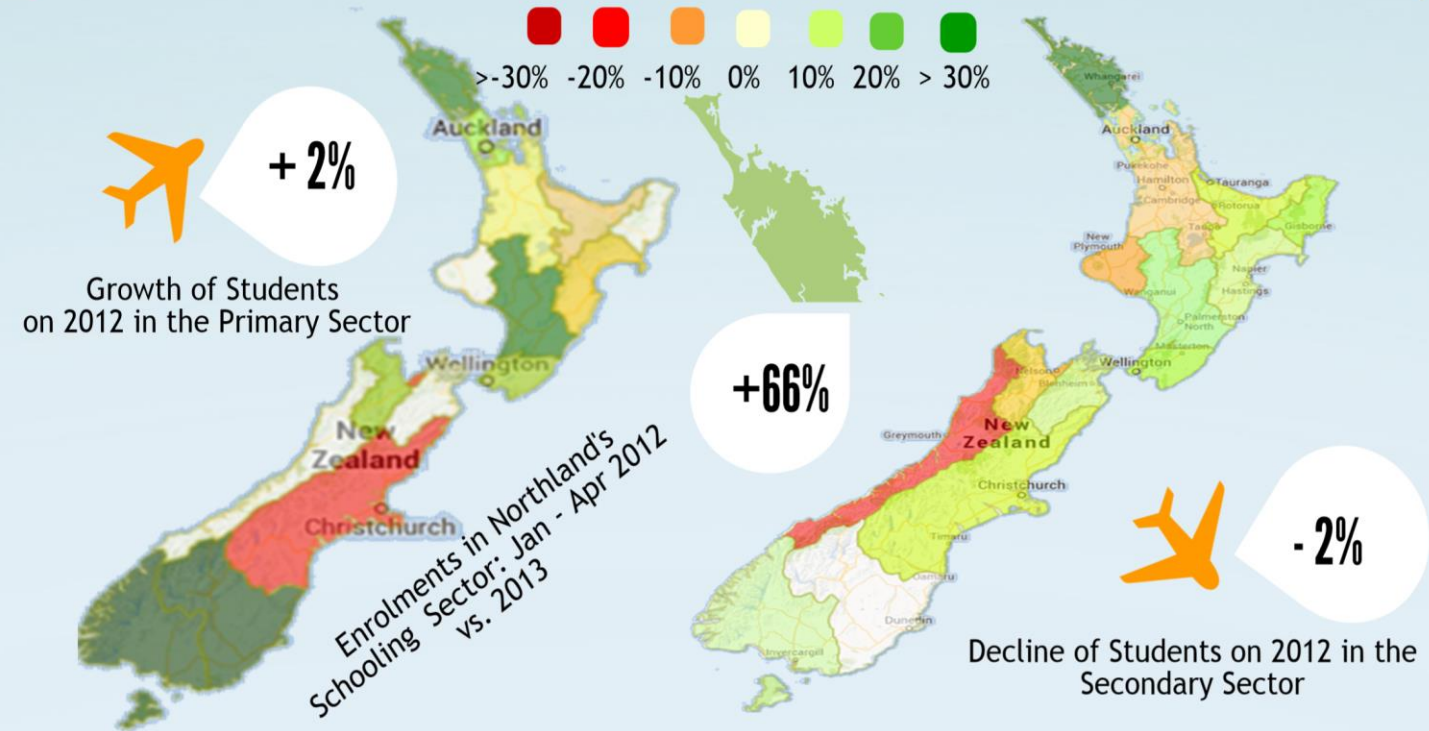 >-30% -20% -10% 0% 10% 20% > 30%
+ 2%
Growth of Students
on 2012 in the Primary Sector
Auckland
Wellington
New
Zealand
Christchurch
Enrolments in Northland's
Schooling Sector: Jan - Apr 2012
vs. 2013
+66%
Whangarei
Auckland
Pukekohe
Hamilton
Tauranga
Cambridge
Rotorua
Gisborne
New
Plymouth
Napier
Wanganui
Hastings
Palmerston
North
Masterton
Wellington
Nelson
Blenheim
Greymouth
New
Zealand
Christchurch
Timaru
Oamaru
Dunedin
Invercargill
- 2%
Decline of Students on 2012 in the
Secondary Sector